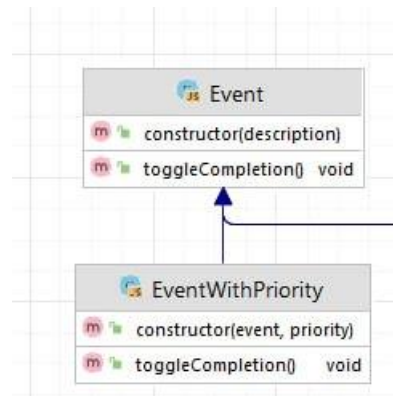 Event
constructor(description)
toggleCompletion() void
EventWithPriority
constructor(event, priority)
toggleCompletion() void